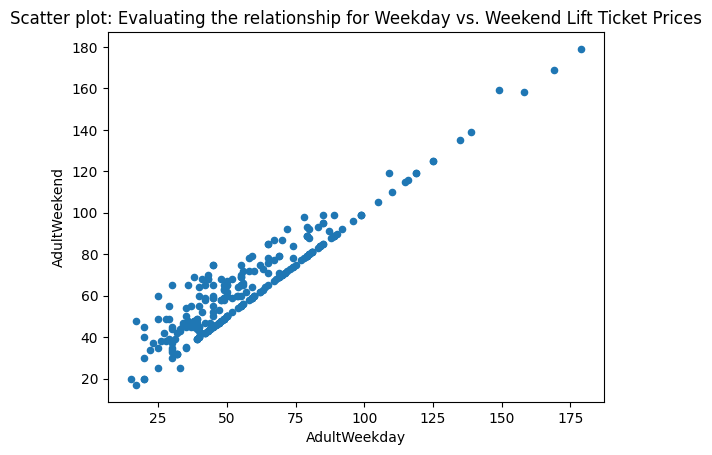 Scatter plot: Evaluating the relationship for Weekday vs. Weekend Lift Ticket Prices
180
160
140
120
100
80
60
40
20
AdultWeekend
25 50 75 100 125 150 175
AdultWeekday